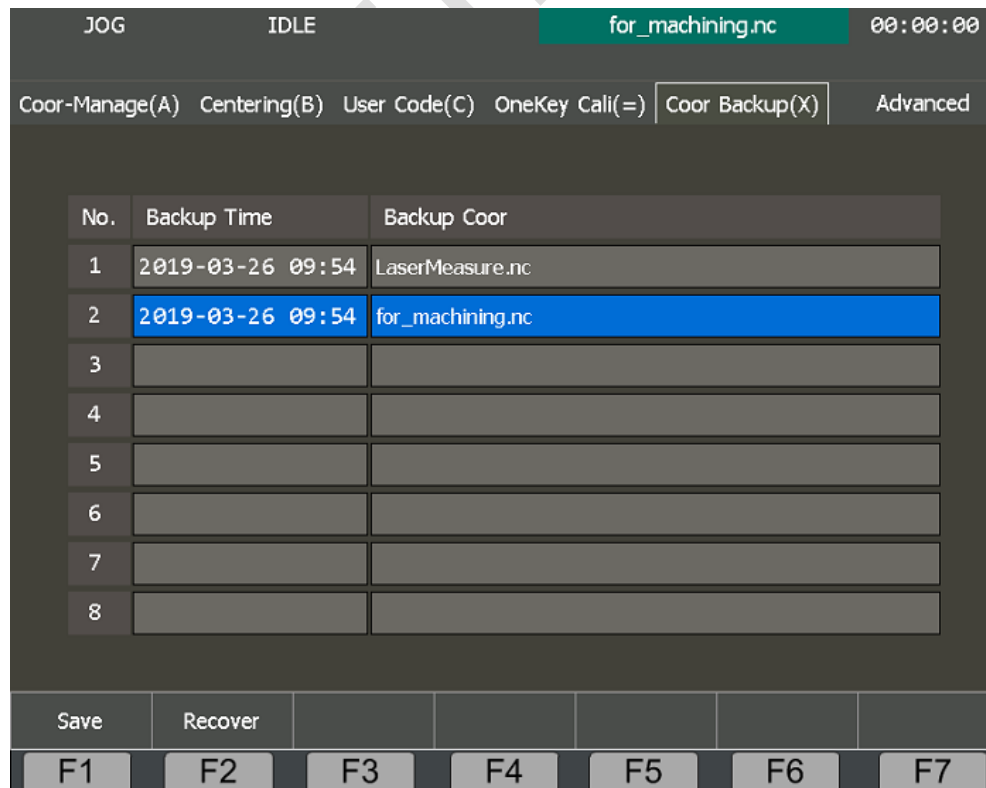 JOG IDLE for_machining.nc 00:00:00
Coor-Manage(A) Centering(B) User Code(C) OneKey Cali(=) Coor Backup(X) Advanced
No. Backup Time Backup Coor
1 2019-03-26 09:54 LaserMeasure.nc
2 2019-03-26 09:54 for_machining.nc
3
4
5
6
7
8
Save Recover
F1 F2 F3 F4 F5 F6 F7